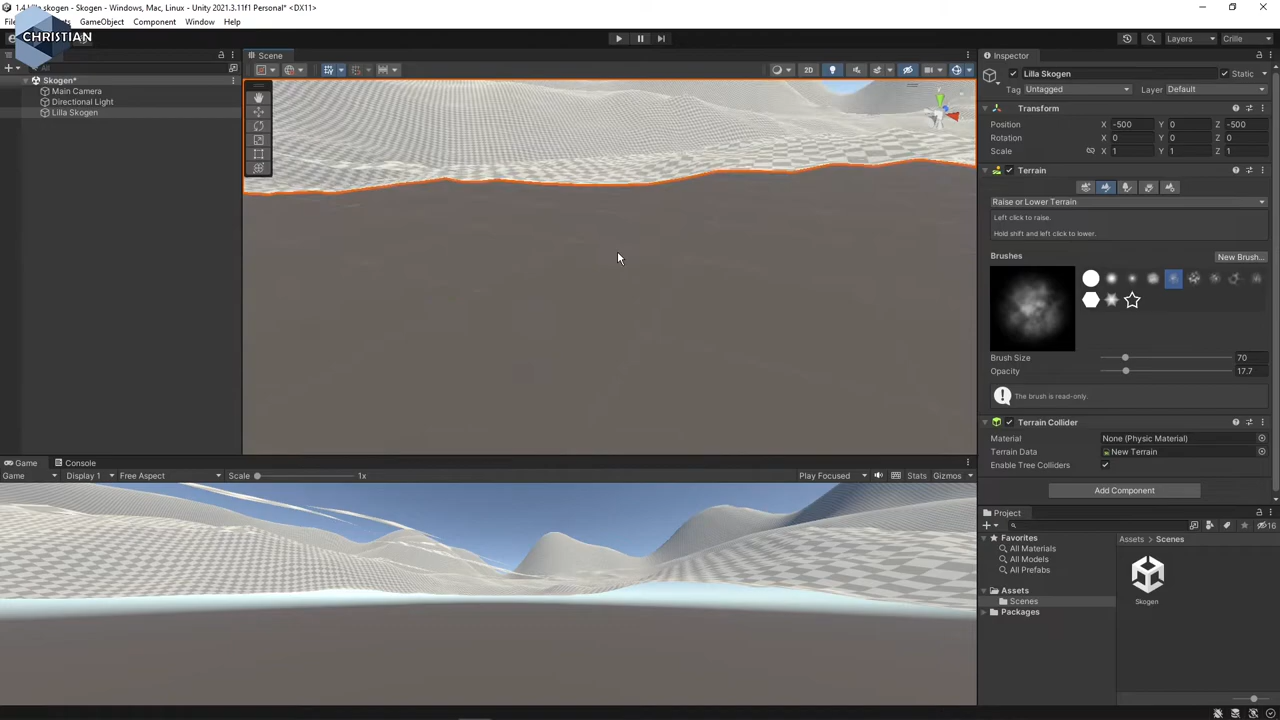 1.4 Lilla skogen - Skogen - Windows, Mac, Linux - Unity 2021.3.11f1 Personal* <DX11>
CHRISTIAN
GameObject Component Window Help
Layers Crille
All
Skogen*
Main Camera
Directional Light
Lilla Skogen
Scene
2D
Inspector
Lilla Skogen Static
Tag Untagged Layer Default
Transform
Position X -500 Y 0 Z -500
Rotation X 0 Y 0 Z 0
Scale X 1 Y 1 Z 1
Terrain
Raise or Lower Terrain
Left click to raise.
Hold shift and left click to lower.
Brushes New Brush...
Brush Size 70
Opacity 17.7
The brush is read-only.
Terrain Collider
Material None (Physic Material)
Terrain Data New Terrain
Enable Tree Colliders
Add Component
Game Console
Game Display 1 Free Aspect Scale 1x Play Focused Stats Gizmos
Project
16
Favorites
All Materials
All Models
All Prefabs
Assets
Scenes
Packages
Assets Scenes
Skogen